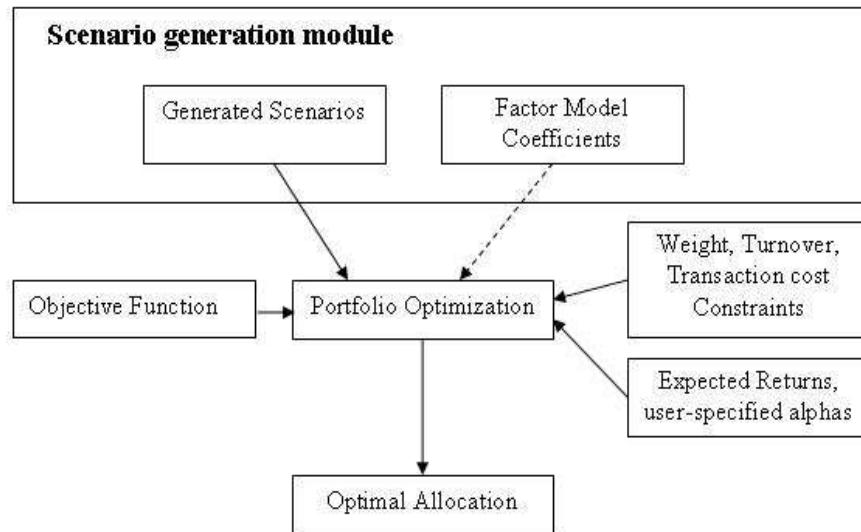 Scenario generation module
Generated Scenarios
Factor Model
Coefficients
Weight, Turnover,
Transaction cost
Constraints
Objective Function
Portfolio Optimization
Expected Returns,
user-specified alphas
Optimal Allocation